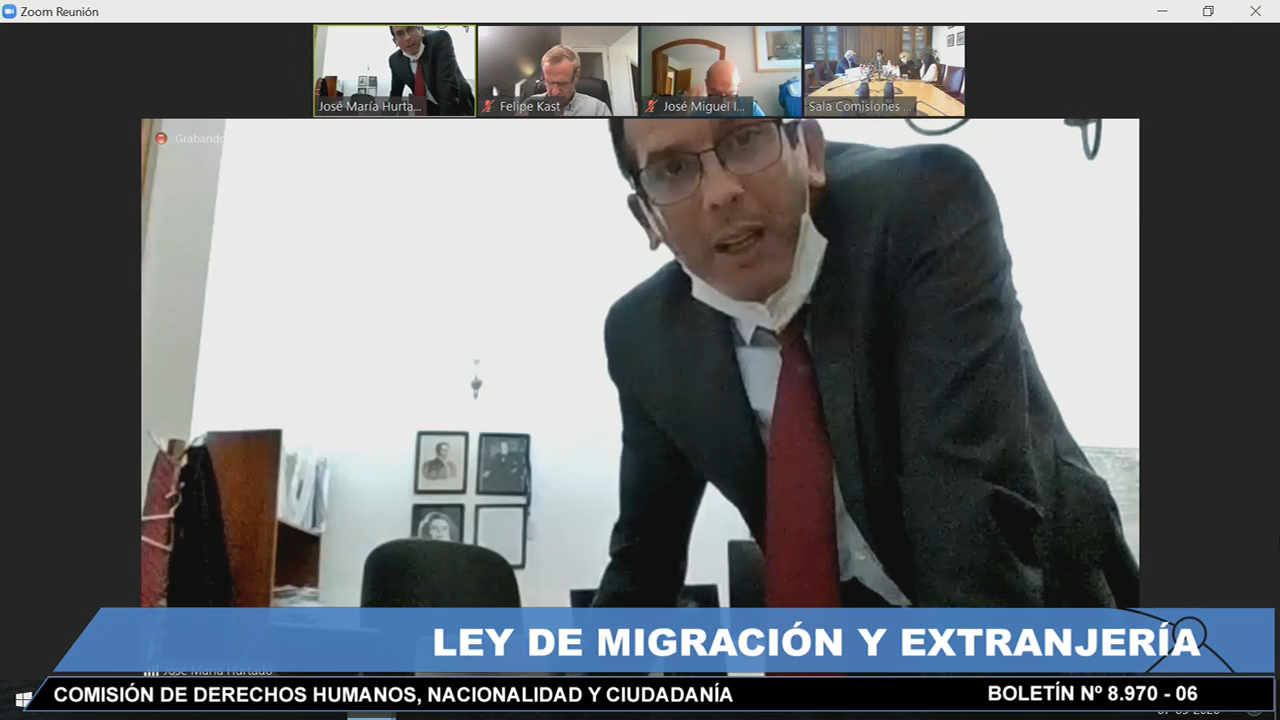 Zoom Reunión
José María Hurta...
Felipe Kast
José Miguel I...
Sala Comisiones ...
Grabando
José María Hurtado
LEY DE MIGRACIÓN Y EXTRANJERÍA
COMISIÓN DE DERECHOS HUMANOS, NACIONALIDAD Y CIUDADANÍA
BOLETÍN Nº 8.970 - 06